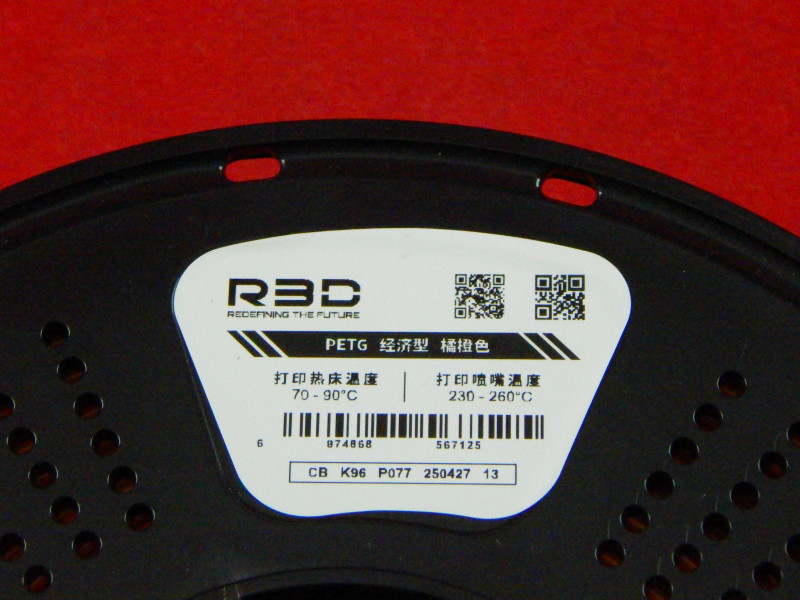 R3D
REDEFINING THE FUTURE
PETG 经济型 橘橙色
打印热床温度
70 - 90°C
打印喷嘴温度
230 - 260°C
6 974868 567125
CB K96 P077 250427 13